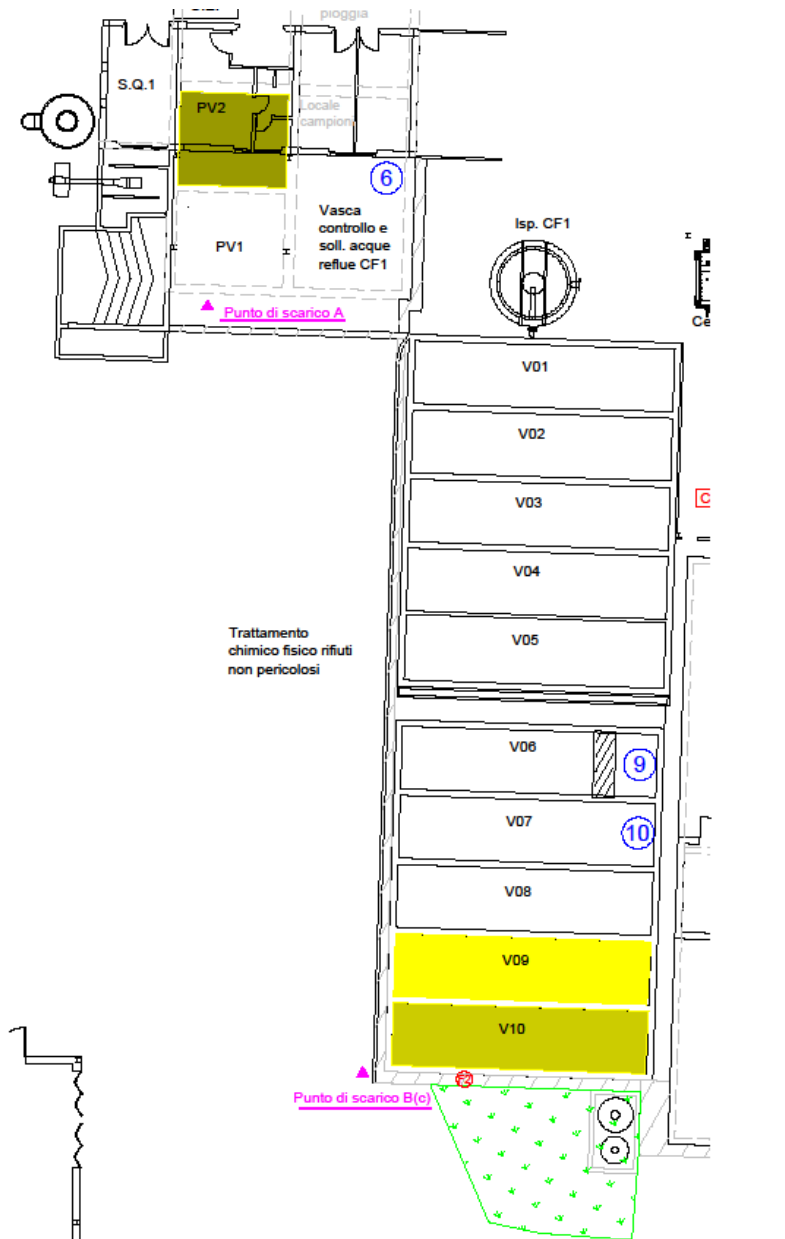 pioggia
S.Q.1
PV2
Locale
campioni
6
Vasca
controllo e
soll. acque
reflue CF1
PV1
Isp. CF1
Punto di scarico A
Ce
V01
V02
C
V03
V04
V05
Trattamento
chimico fisico rifiuti
non pericolosi
V06
9
V07
10
V08
V09
V10
Punto di scarico B(c)